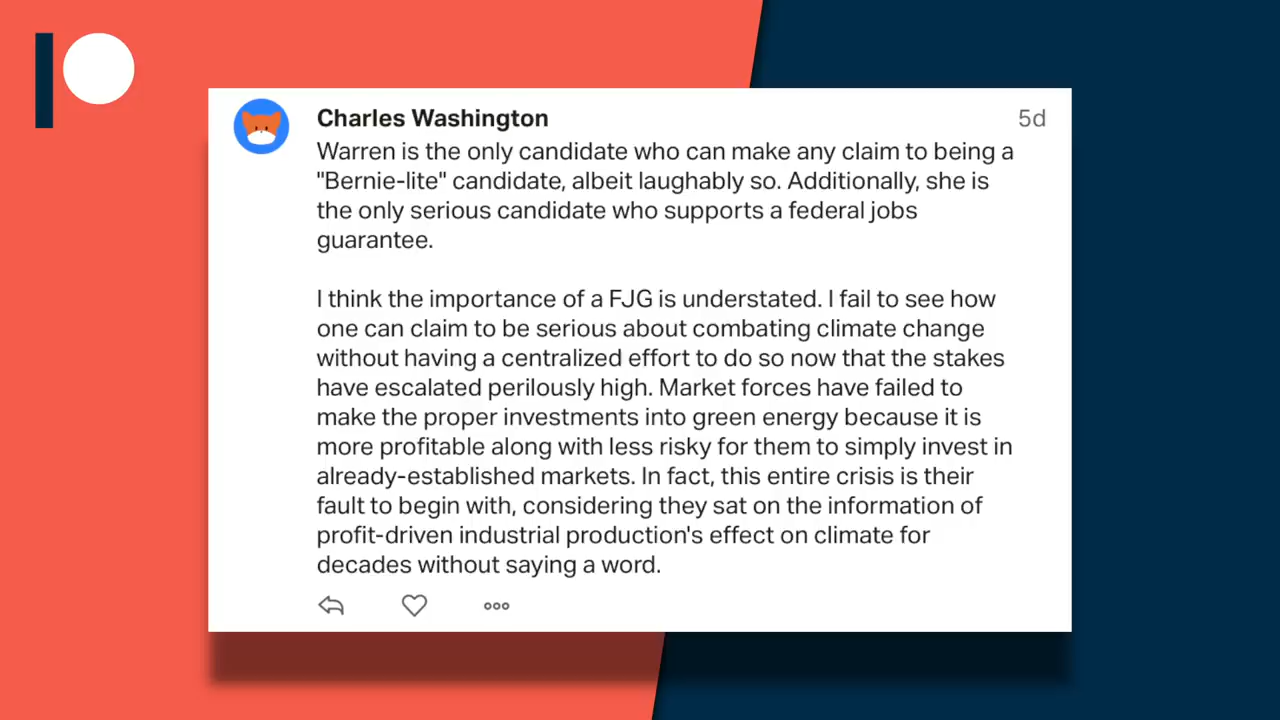 Charles Washington
5d
Warren is the only candidate who can make any claim to being a
"Bernie-lite" candidate, albeit laughably so. Additionally, she is
the only serious candidate who supports a federal jobs
guarantee.
I think the importance of a FJG is understated. I fail to see how
one can claim to be serious about combating climate change
without having a centralized effort to do so now that the stakes
have escalated perilously high. Market forces have failed to
make the proper investments into green energy because it is
more profitable along with less risky for them to simply invest in
already-established markets. In fact, this entire crisis is their
fault to begin with, considering they sat on the information of
profit-driven industrial production's effect on climate for
decades without saying a word.